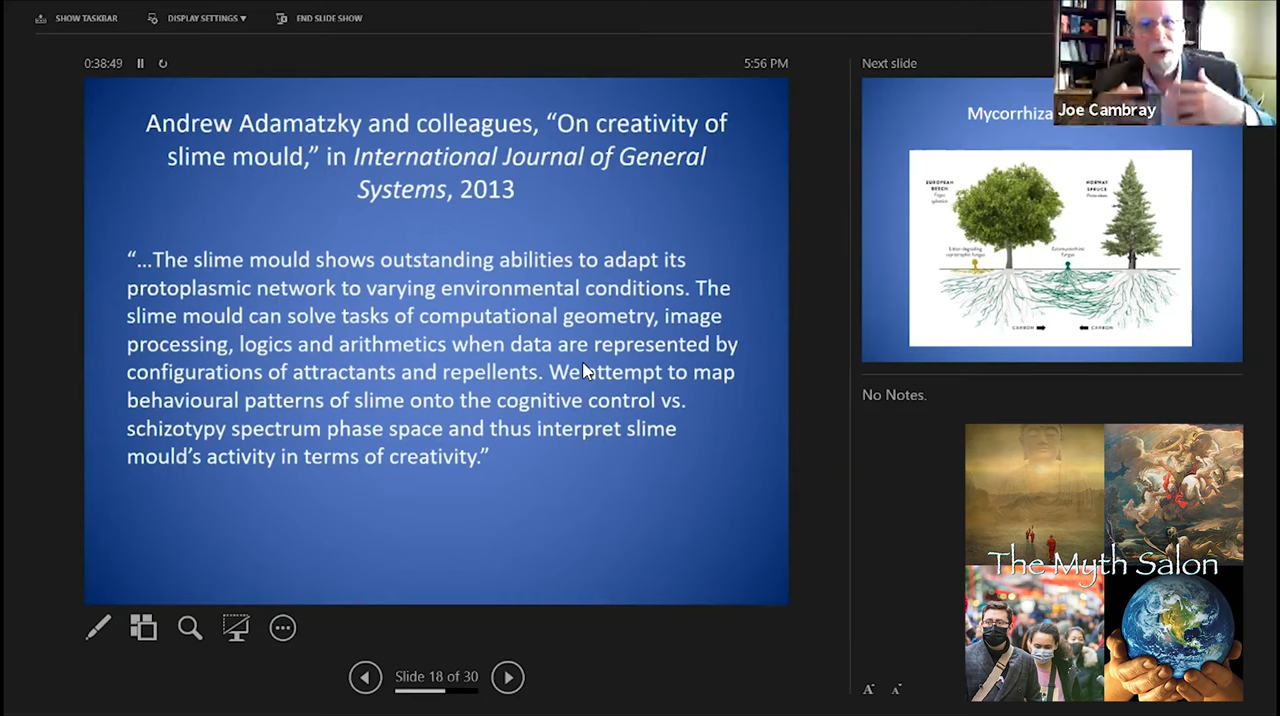 SHOW TASKBAR
DISPLAY SETTINGS ▾
END SLIDE SHOW
0:38:49
5:56 PM
Andrew Adamatzky and colleagues, “On creativity of
slime mould,” in International Journal of General
Systems, 2013
“…The slime mould shows outstanding abilities to adapt its
protoplasmic network to varying environmental conditions. The
slime mould can solve tasks of computational geometry, image
processing, logics and arithmetics when data are represented by
configurations of attractants and repellents. We attempt to map
behavioural patterns of slime onto the cognitive control vs.
schizotypy spectrum phase space and thus interpret slime
mould’s activity in terms of creativity.”
Slide 18 of 30
Next slide
Joe Cambray
Mycorrhiza
EUROPEAN
BEECH
NORWAY
SPRUCE
CARBON
CARBON
No Notes.
The Myth Salon
A
A